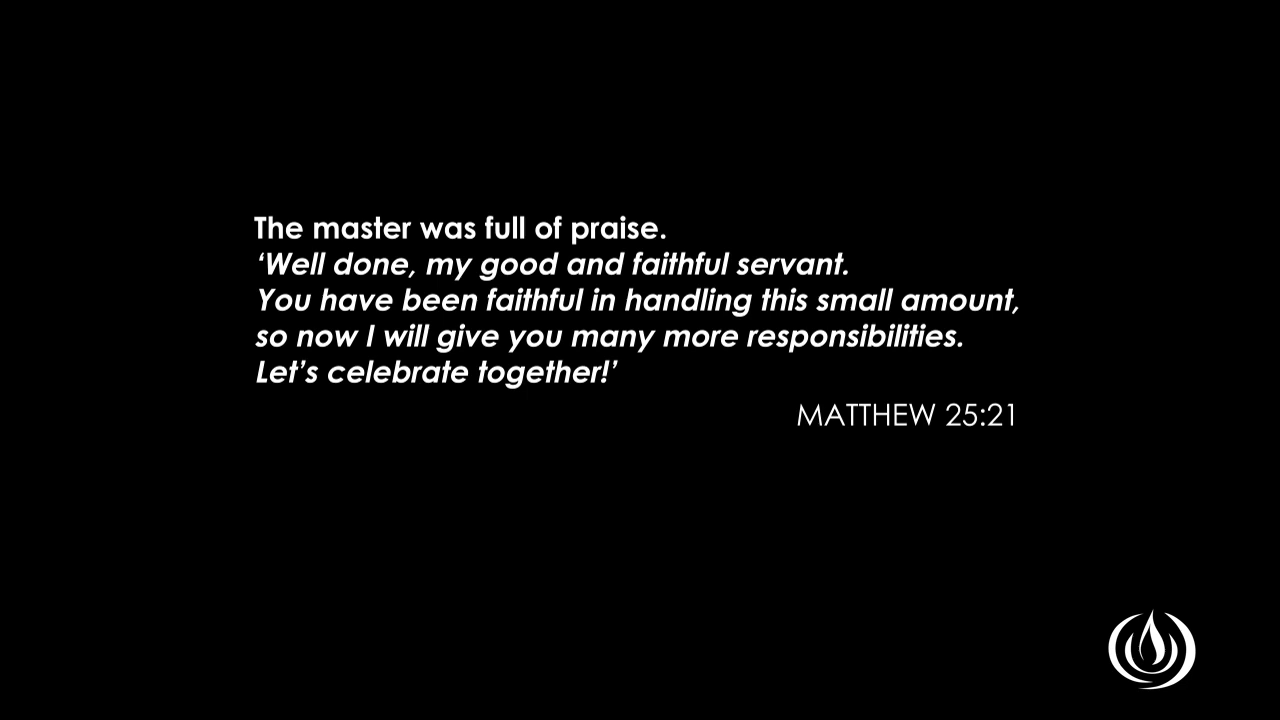 The master was full of praise.
‘Well done, my good and faithful servant.
You have been faithful in handling this small amount,
so now I will give you many more responsibilities.
Let’s celebrate together!’
MATTHEW 25:21